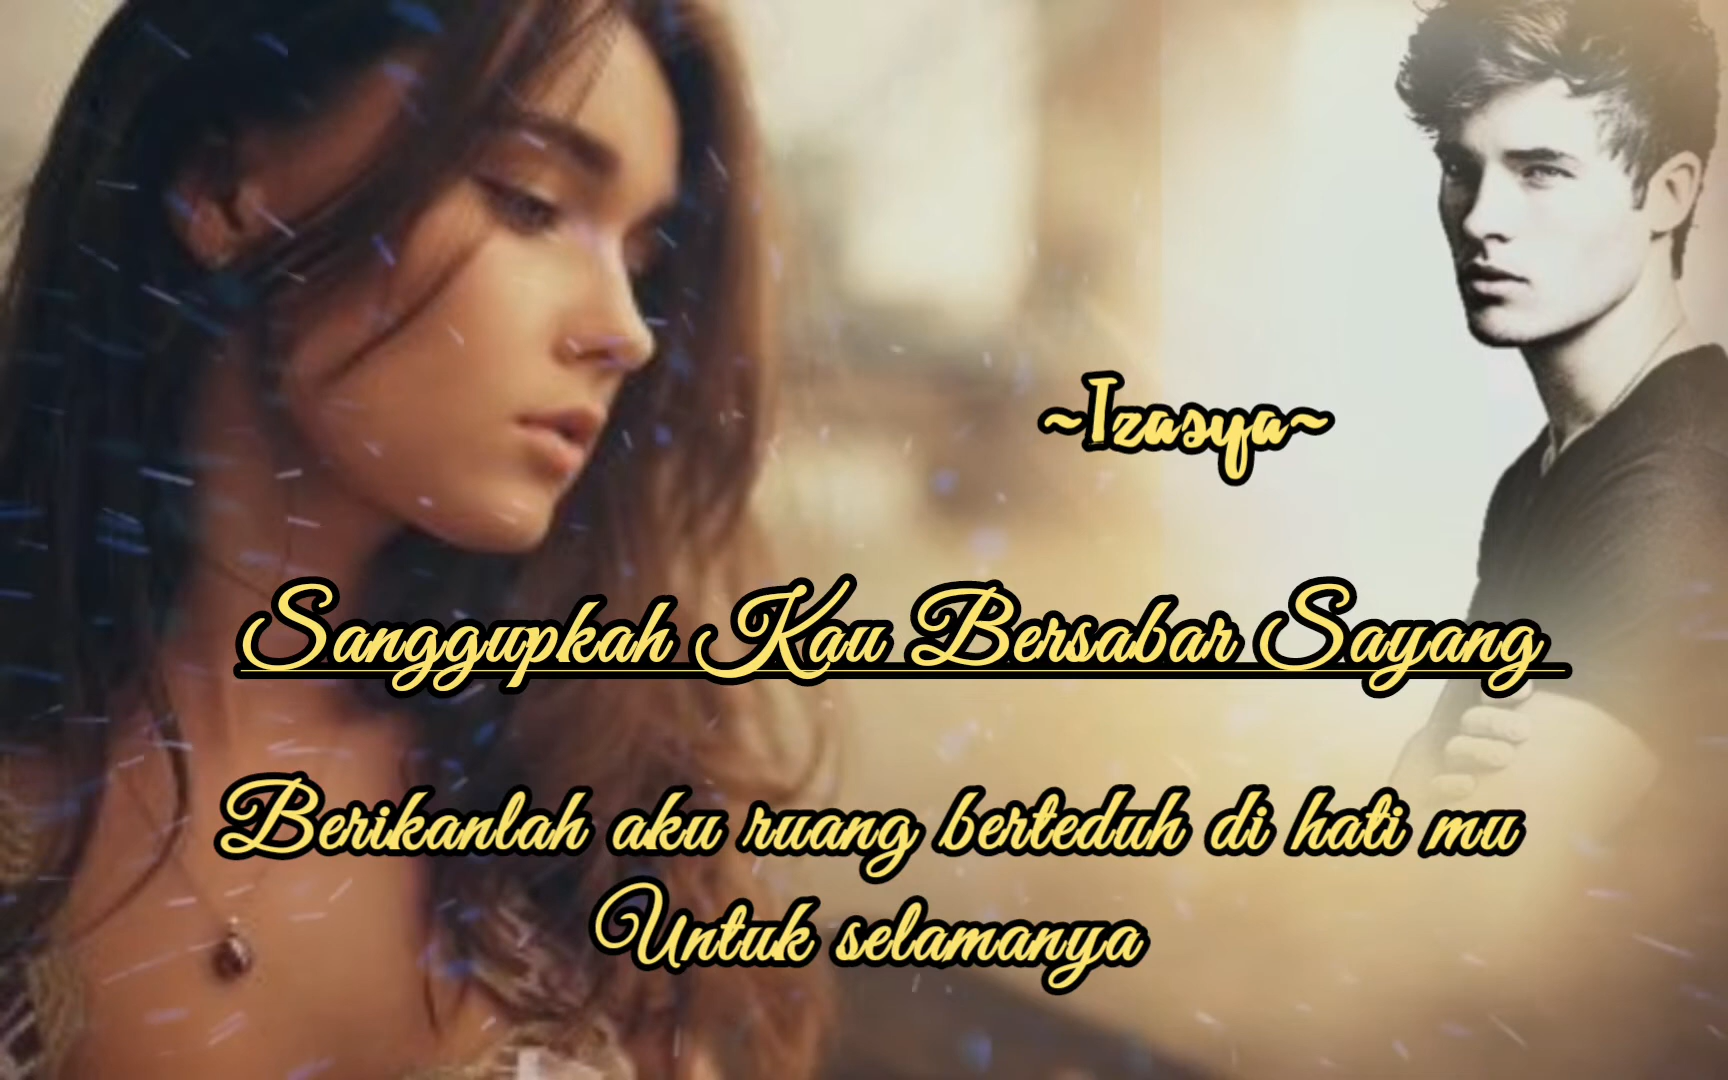 ~Izasya~
Sanggupkah Kau Bersabar Sayang
Berikanlah aku ruang berteduh di hati mu
Untuk selamanya